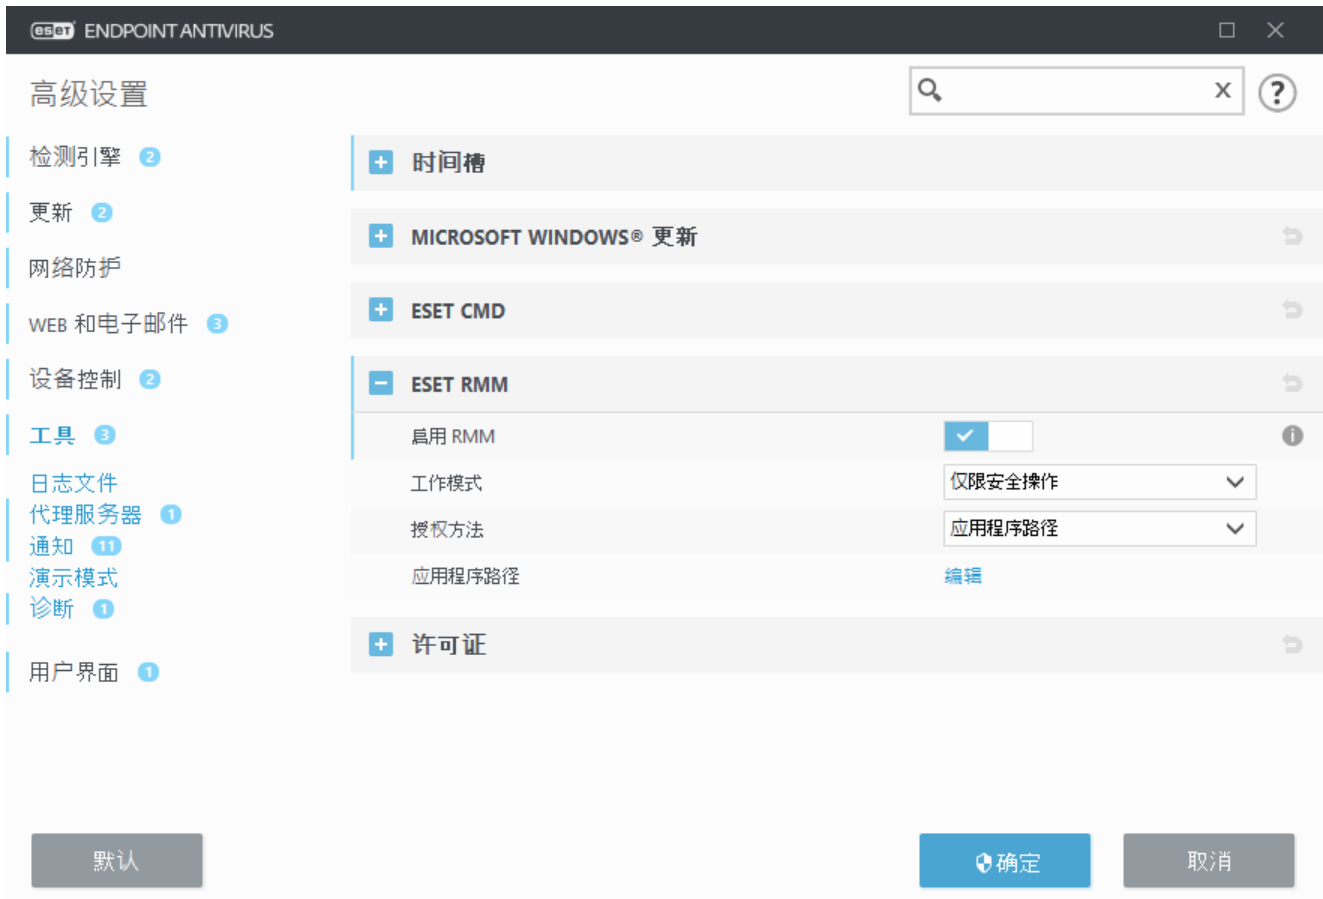 eset ENDPOINT ANTIVIRUS
高级设置
检测引擎 2
更新 2
网络防护
WEB 和电子邮件 3
设备控制 2
工具 3
日志文件
代理服务器 1
通知 11
演示模式
诊断 1
用户界面 1
时间槽
MICROSOFT WINDOWS® 更新
ESET CMD
ESET RMM
启用 RMM
工作模式 仅限安全操作
授权方法 应用程序路径
应用程序路径 编辑
许可证
默认 确定 取消